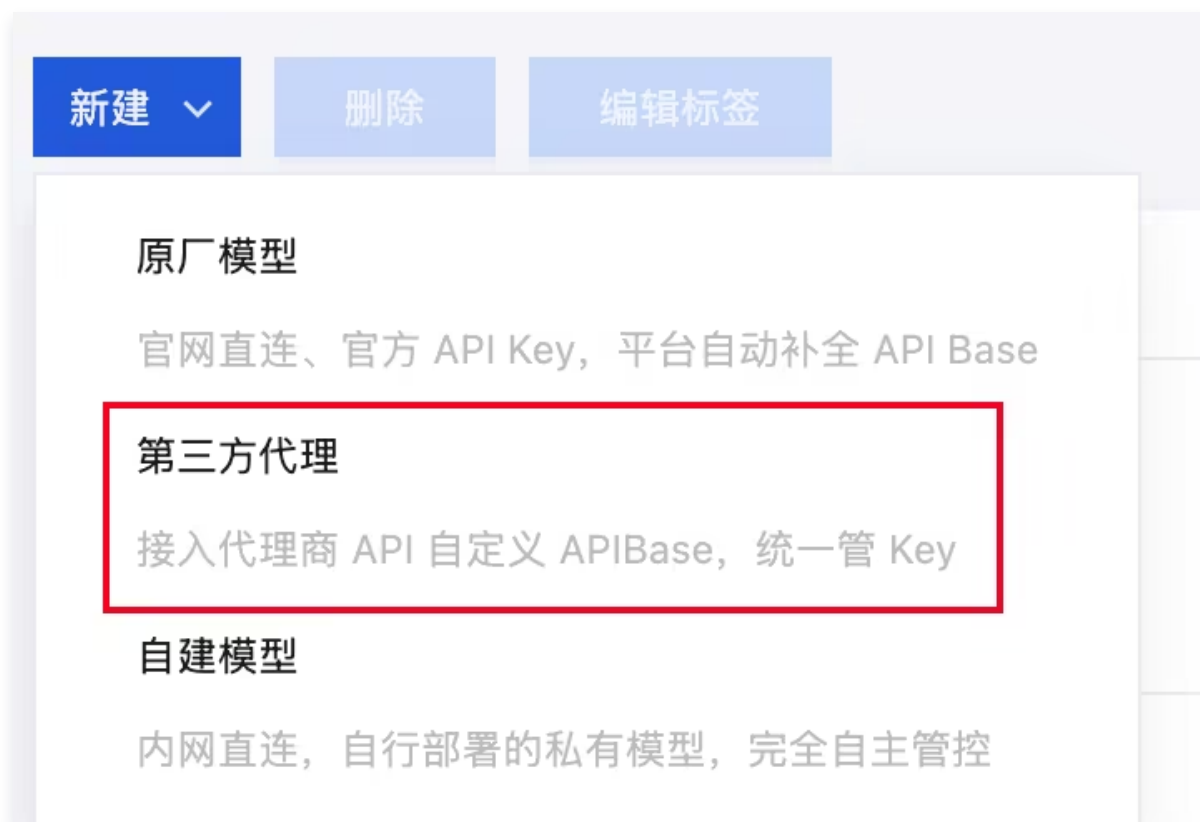 新建 删除 编辑标签
原厂模型
官网直连、官方 API Key，平台自动补全 API Base
第三方代理
接入代理商 API 自定义 APIBase，统一管 Key
自建模型
内网直连，自行部署的私有模型，完全自主管控